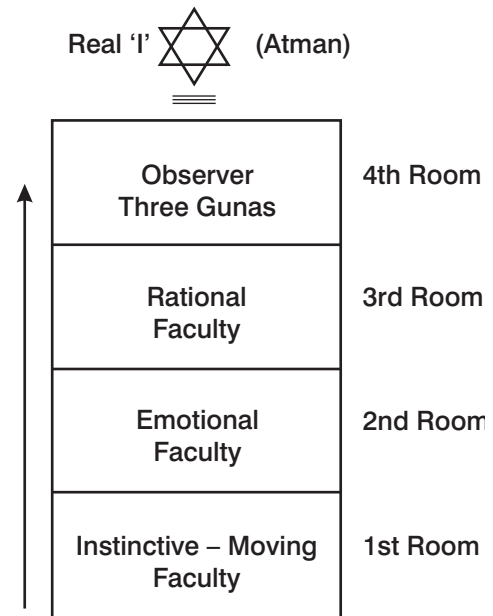 Real ‘I’ (Atman)
Observer
Three Gunas
4th Room
Rational
Faculty
3rd Room
Emotional
Faculty
2nd Room
Instinctive – Moving
Faculty
1st Room